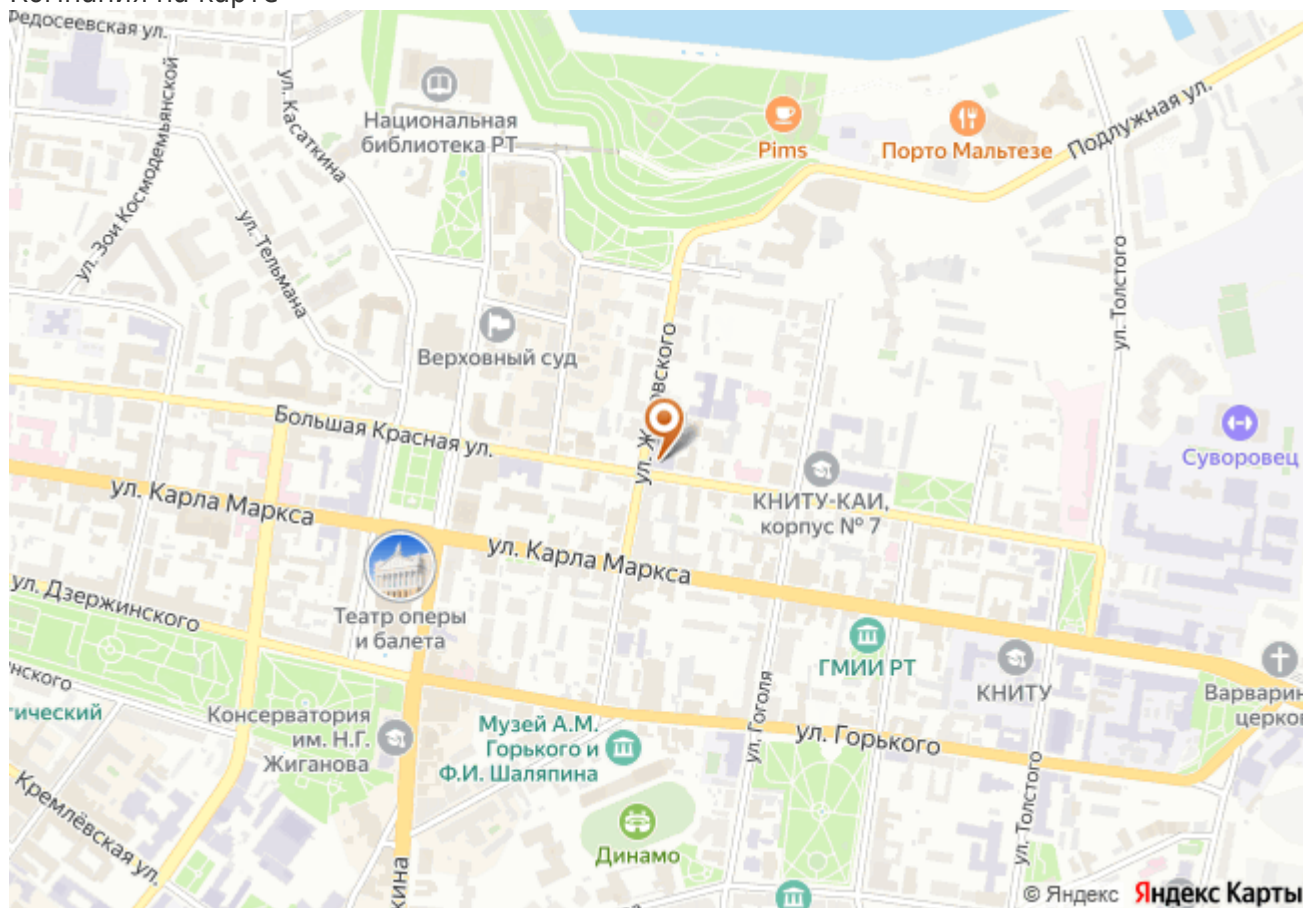 Компания на карте
Федосеевская ул.
ул. Зои Космодемьянской
ул. Касаткина
ул. Тельмана
Национальная
библиотека РТ
Pims
Порто Мальтезе
Подлужная ул.
ул. Толстого
Верховный суд
Большая Красная ул.
КНИТУ-КАИ,
корпус № 7
Суворовец
ул. Карла Маркса
ул. Карла Маркса
Театр оперы
и балета
ул. Дзержинского
ГМИИ РТ
КНИТУ
Консерватория
им. Н.Г.
Жиганова
Музей А.М.
Горького и
Ф.И. Шаляпина
ул. Гоголя
ул. Горького
Кремлёвская ул.
Динамо
ул. Толстого
© Яндекс Яндекс Карты